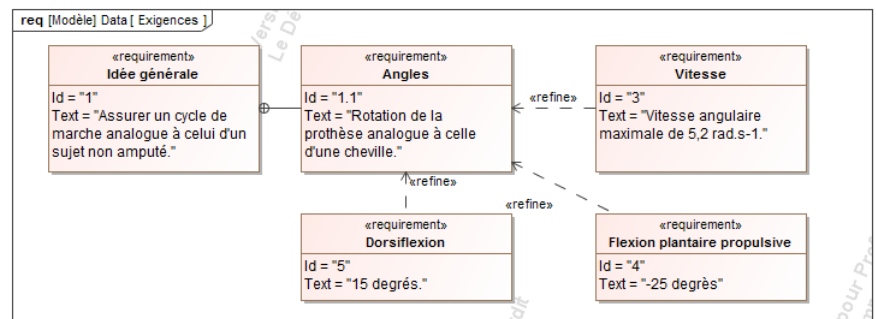 req [Modèle] Data [ Exigences ]
«requirement»
Idée générale
Id = "1"
Text = "Assurer un cycle de
marche analogue à celui d'un
sujet non amputé."
«requirement»
Angles
Id = "1.1"
Text = "Rotation de la
prothèse analogue à celle
d'une cheville."
«refine»
«requirement»
Vitesse
Id = "3"
Text = "Vitesse angulaire
maximale de 5,2 rad.s-1."
«refine»
«refine»
«requirement»
Dorsiflexion
Id = "5"
Text = "15 degrés."
«requirement»
Flexion plantaire propulsive
Id = "4"
Text = "-25 degrès"